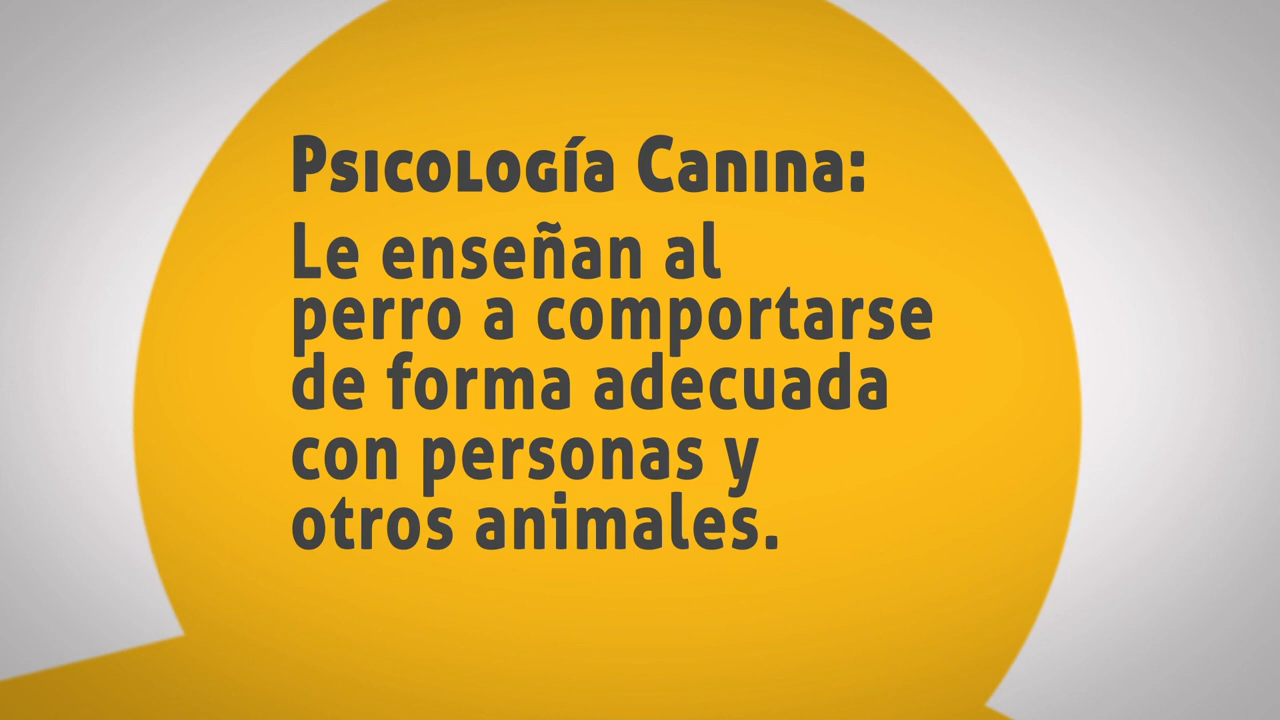 Psicología Canina:
Le enseñan al
perro a comportarse
de forma adecuada
con personas y
otros animales.